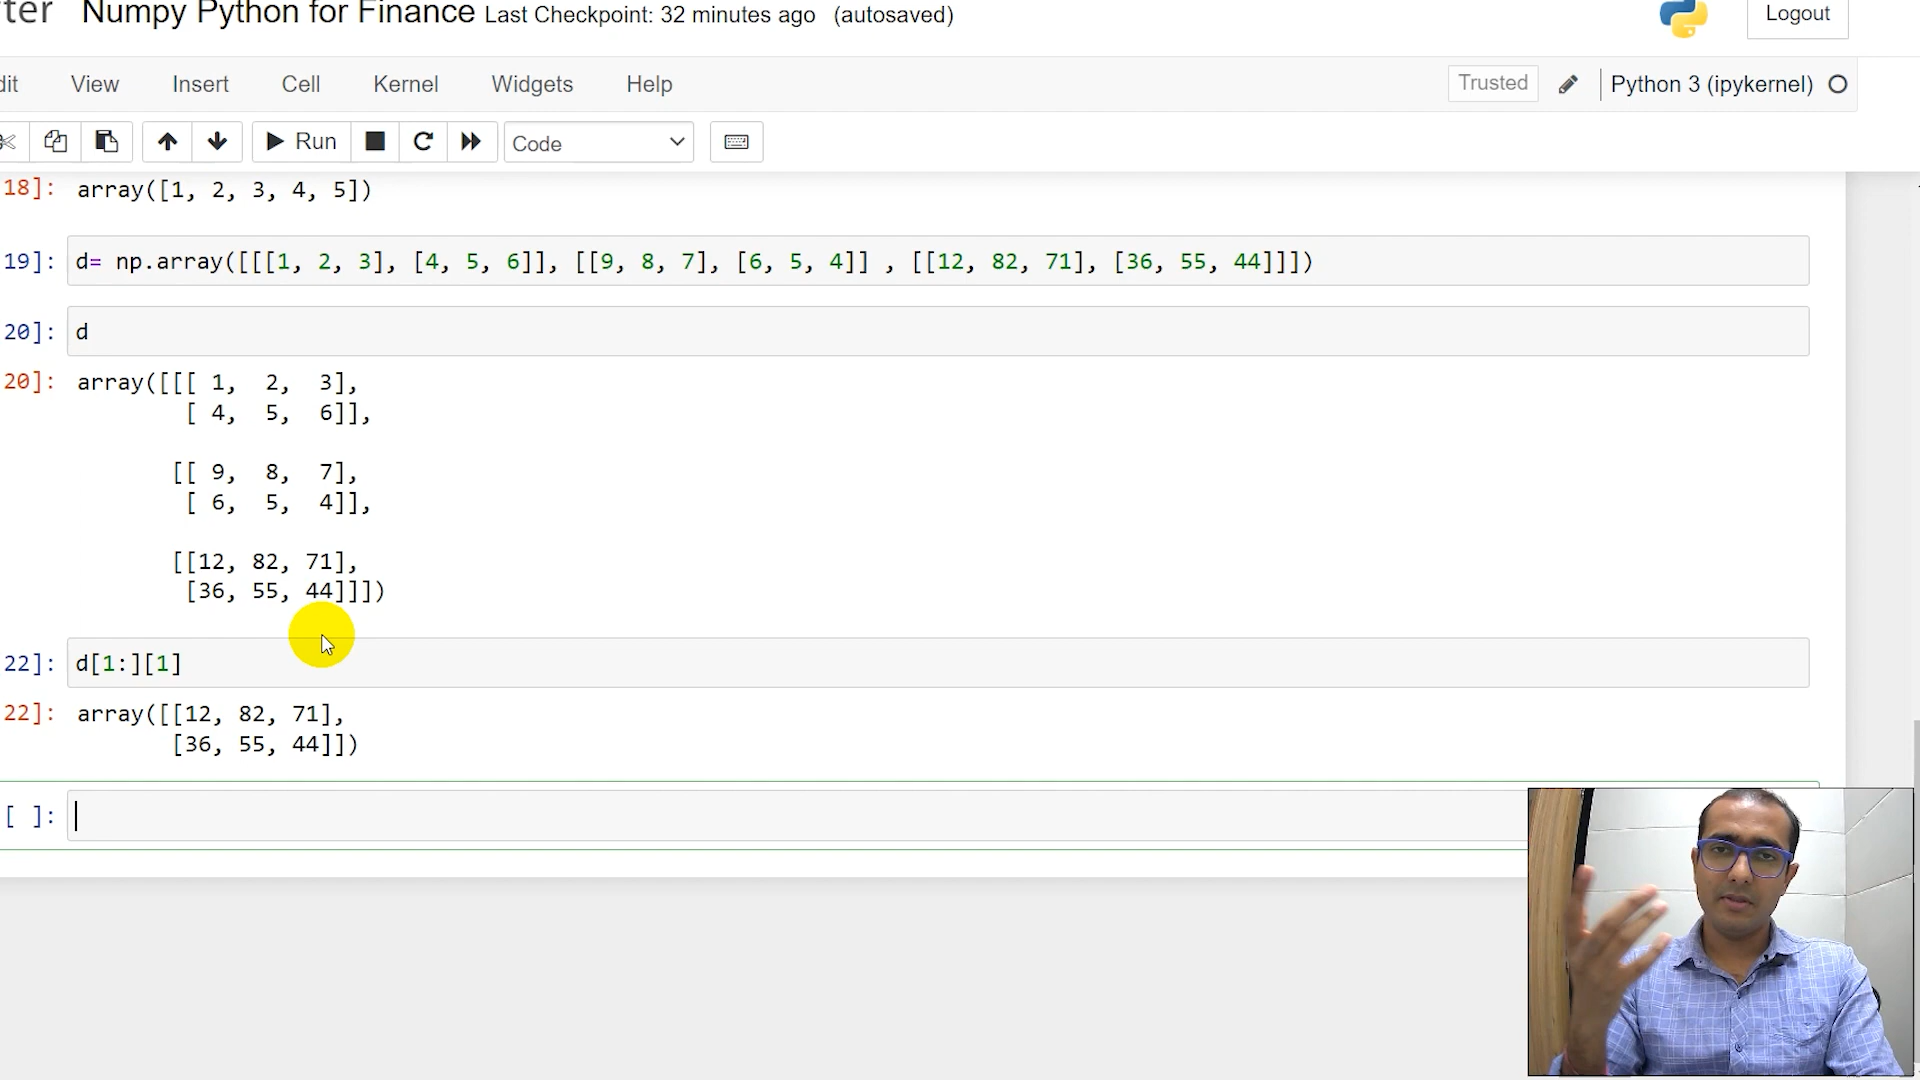 ter Numpy Python for Finance Last Checkpoint: 32 minutes ago (autosaved) Logout
dit View Insert Cell Kernel Widgets Help Trusted Python 3 (ipykernel)
Run Code
18]: array([1, 2, 3, 4, 5])
19]: d= np.array([[[1, 2, 3], [4, 5, 6]], [[9, 8, 7], [6, 5, 4]] , [[12, 82, 71], [36, 55, 44]]])
20]: d
20]: array([[[ 1, 2, 3],
[ 4, 5, 6]],
[[ 9, 8, 7],
[ 6, 5, 4]],
[[12, 82, 71],
[36, 55, 44]]])
22]: d[1:][1]
22]: array([[12, 82, 71],
[36, 55, 44]])
[ ]: